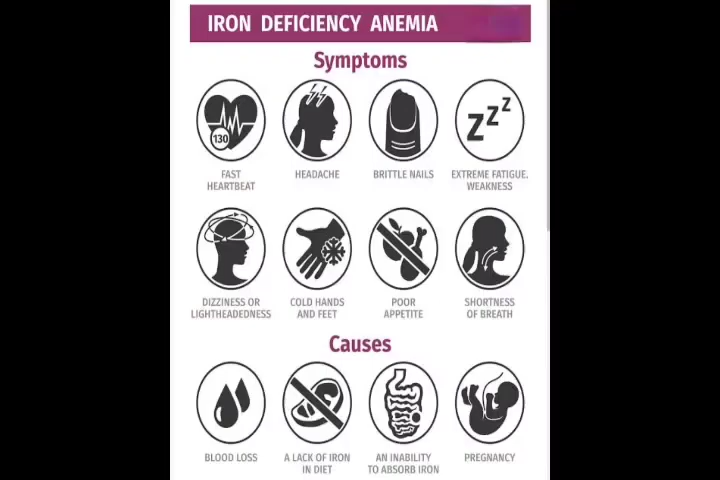 IRON DEFICIENCY ANEMIA
Symptoms
130
Z Z Z
FAST
HEARTBEAT
HEADACHE
BRITTLE NAILS
EXTREME FATIGUE.
WEAKNESS
DIZZINESS OR
LIGHTHEADEDNESS
COLD HANDS
AND FEET
POOR
APPETITE
SHORTNESS
OF BREATH
Causes
BLOOD LOSS
A LACK OF IRON
IN DIET
AN INABILITY
TO ABSORB IRON
PREGNANCY